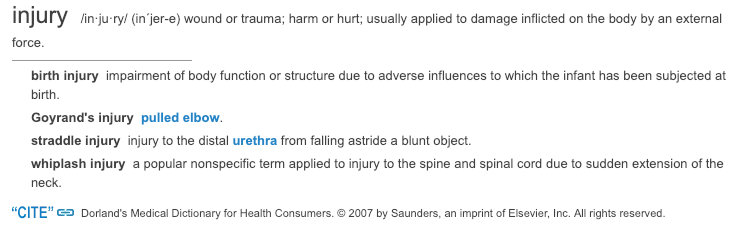 injury /in·ju·ry/ (in´jer-e) wound or trauma; harm or hurt; usually applied to damage inflicted on the body by an external
force.
birth injury impairment of body function or structure due to adverse influences to which the infant has been subjected at
birth.
Goyrand's injury pulled elbow.
straddle injury injury to the distal urethra from falling astride a blunt object.
whiplash injury a popular nonspecific term applied to injury to the spine and spinal cord due to sudden extension of the
neck.
“CITE” Dorland's Medical Dictionary for Health Consumers. © 2007 by Saunders, an imprint of Elsevier, Inc. All rights reserved.